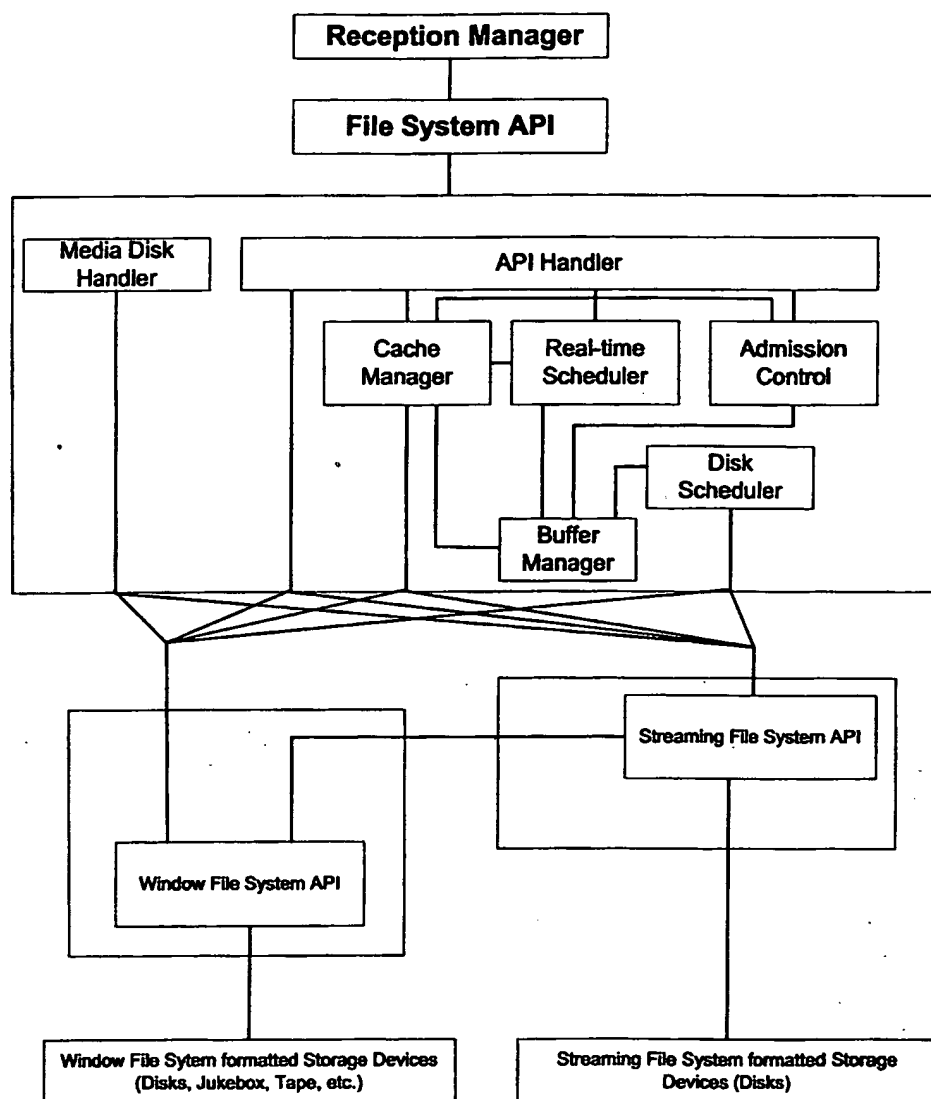 Reception Manager
File System API
Media Disk
Handler
API Handler
Cache
Manager
Real-time
Scheduler
Admission
Control
Disk
Scheduler
Buffer
Manager
Streaming File System API
Window File System API
Window File Sytem formatted Storage Devices
(Disks, Jukebox, Tape, etc.)
Streaming File System formatted Storage
Devices (Disks)